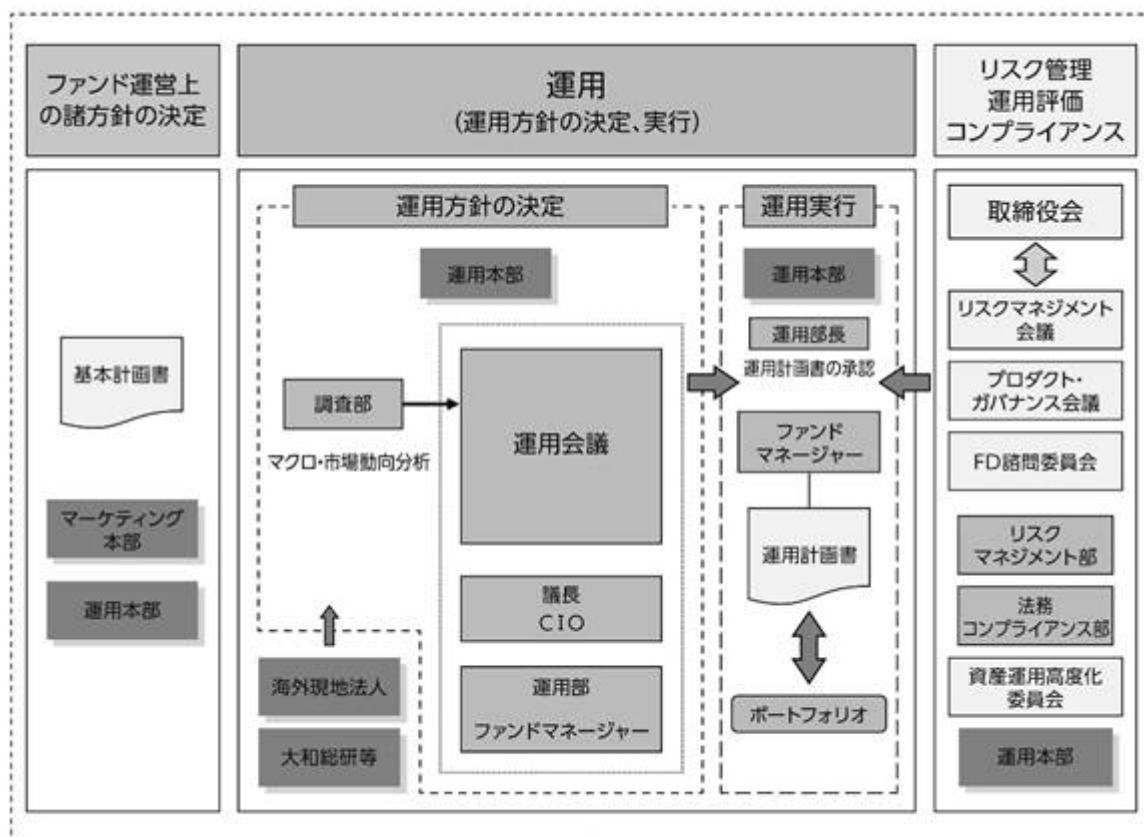 ファンド運営上
の諸方針の決定
運用
(運用方針の決定、実行)
リスク管理
運用評価
コンプライアンス
基本計画書
マーケティング
本部
運用本部
運用方針の決定
運用本部
調査部
マクロ・市場動向分析
運用会議
議長
CIO
運用部
ファンドマネージャー
海外現地法人
大和総研等
運用実行
運用本部
運用部長
運用計画書の承認
ファンド
マネージャー
運用計画書
ポートフォリオ
取締役会
リスクマネジメント
会議
プロダクト・
ガバナンス会議
FD諮問委員会
リスク
マネジメント部
法務
コンプライアンス部
資産運用高度化
委員会
運用本部